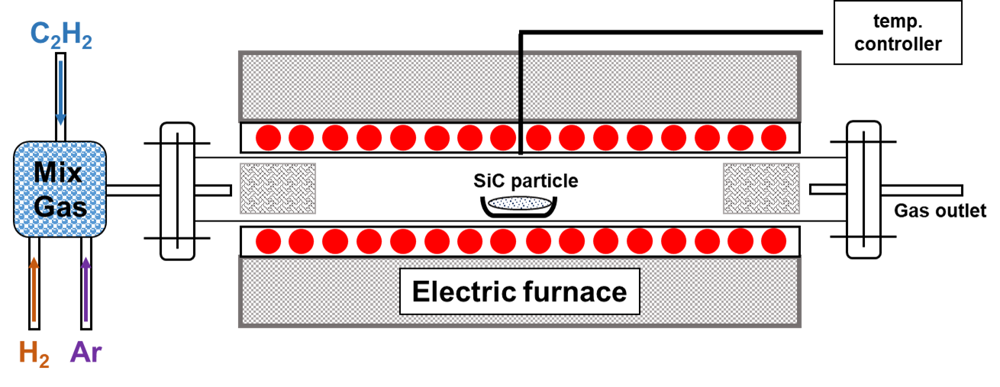 C₂H₂
temp.
controller
Mix
Gas
SiC particle
Gas outlet
Electric furnace
H₂
Ar